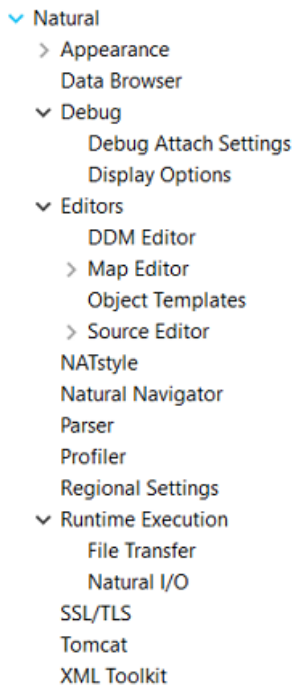 Natural
Appearance
Data Browser
Debug
Debug Attach Settings
Display Options
Editors
DDM Editor
Map Editor
Object Templates
Source Editor
NATstyle
Natural Navigator
Parser
Profiler
Regional Settings
Runtime Execution
File Transfer
Natural I/O
SSL/TLS
Tomcat
XML Toolkit